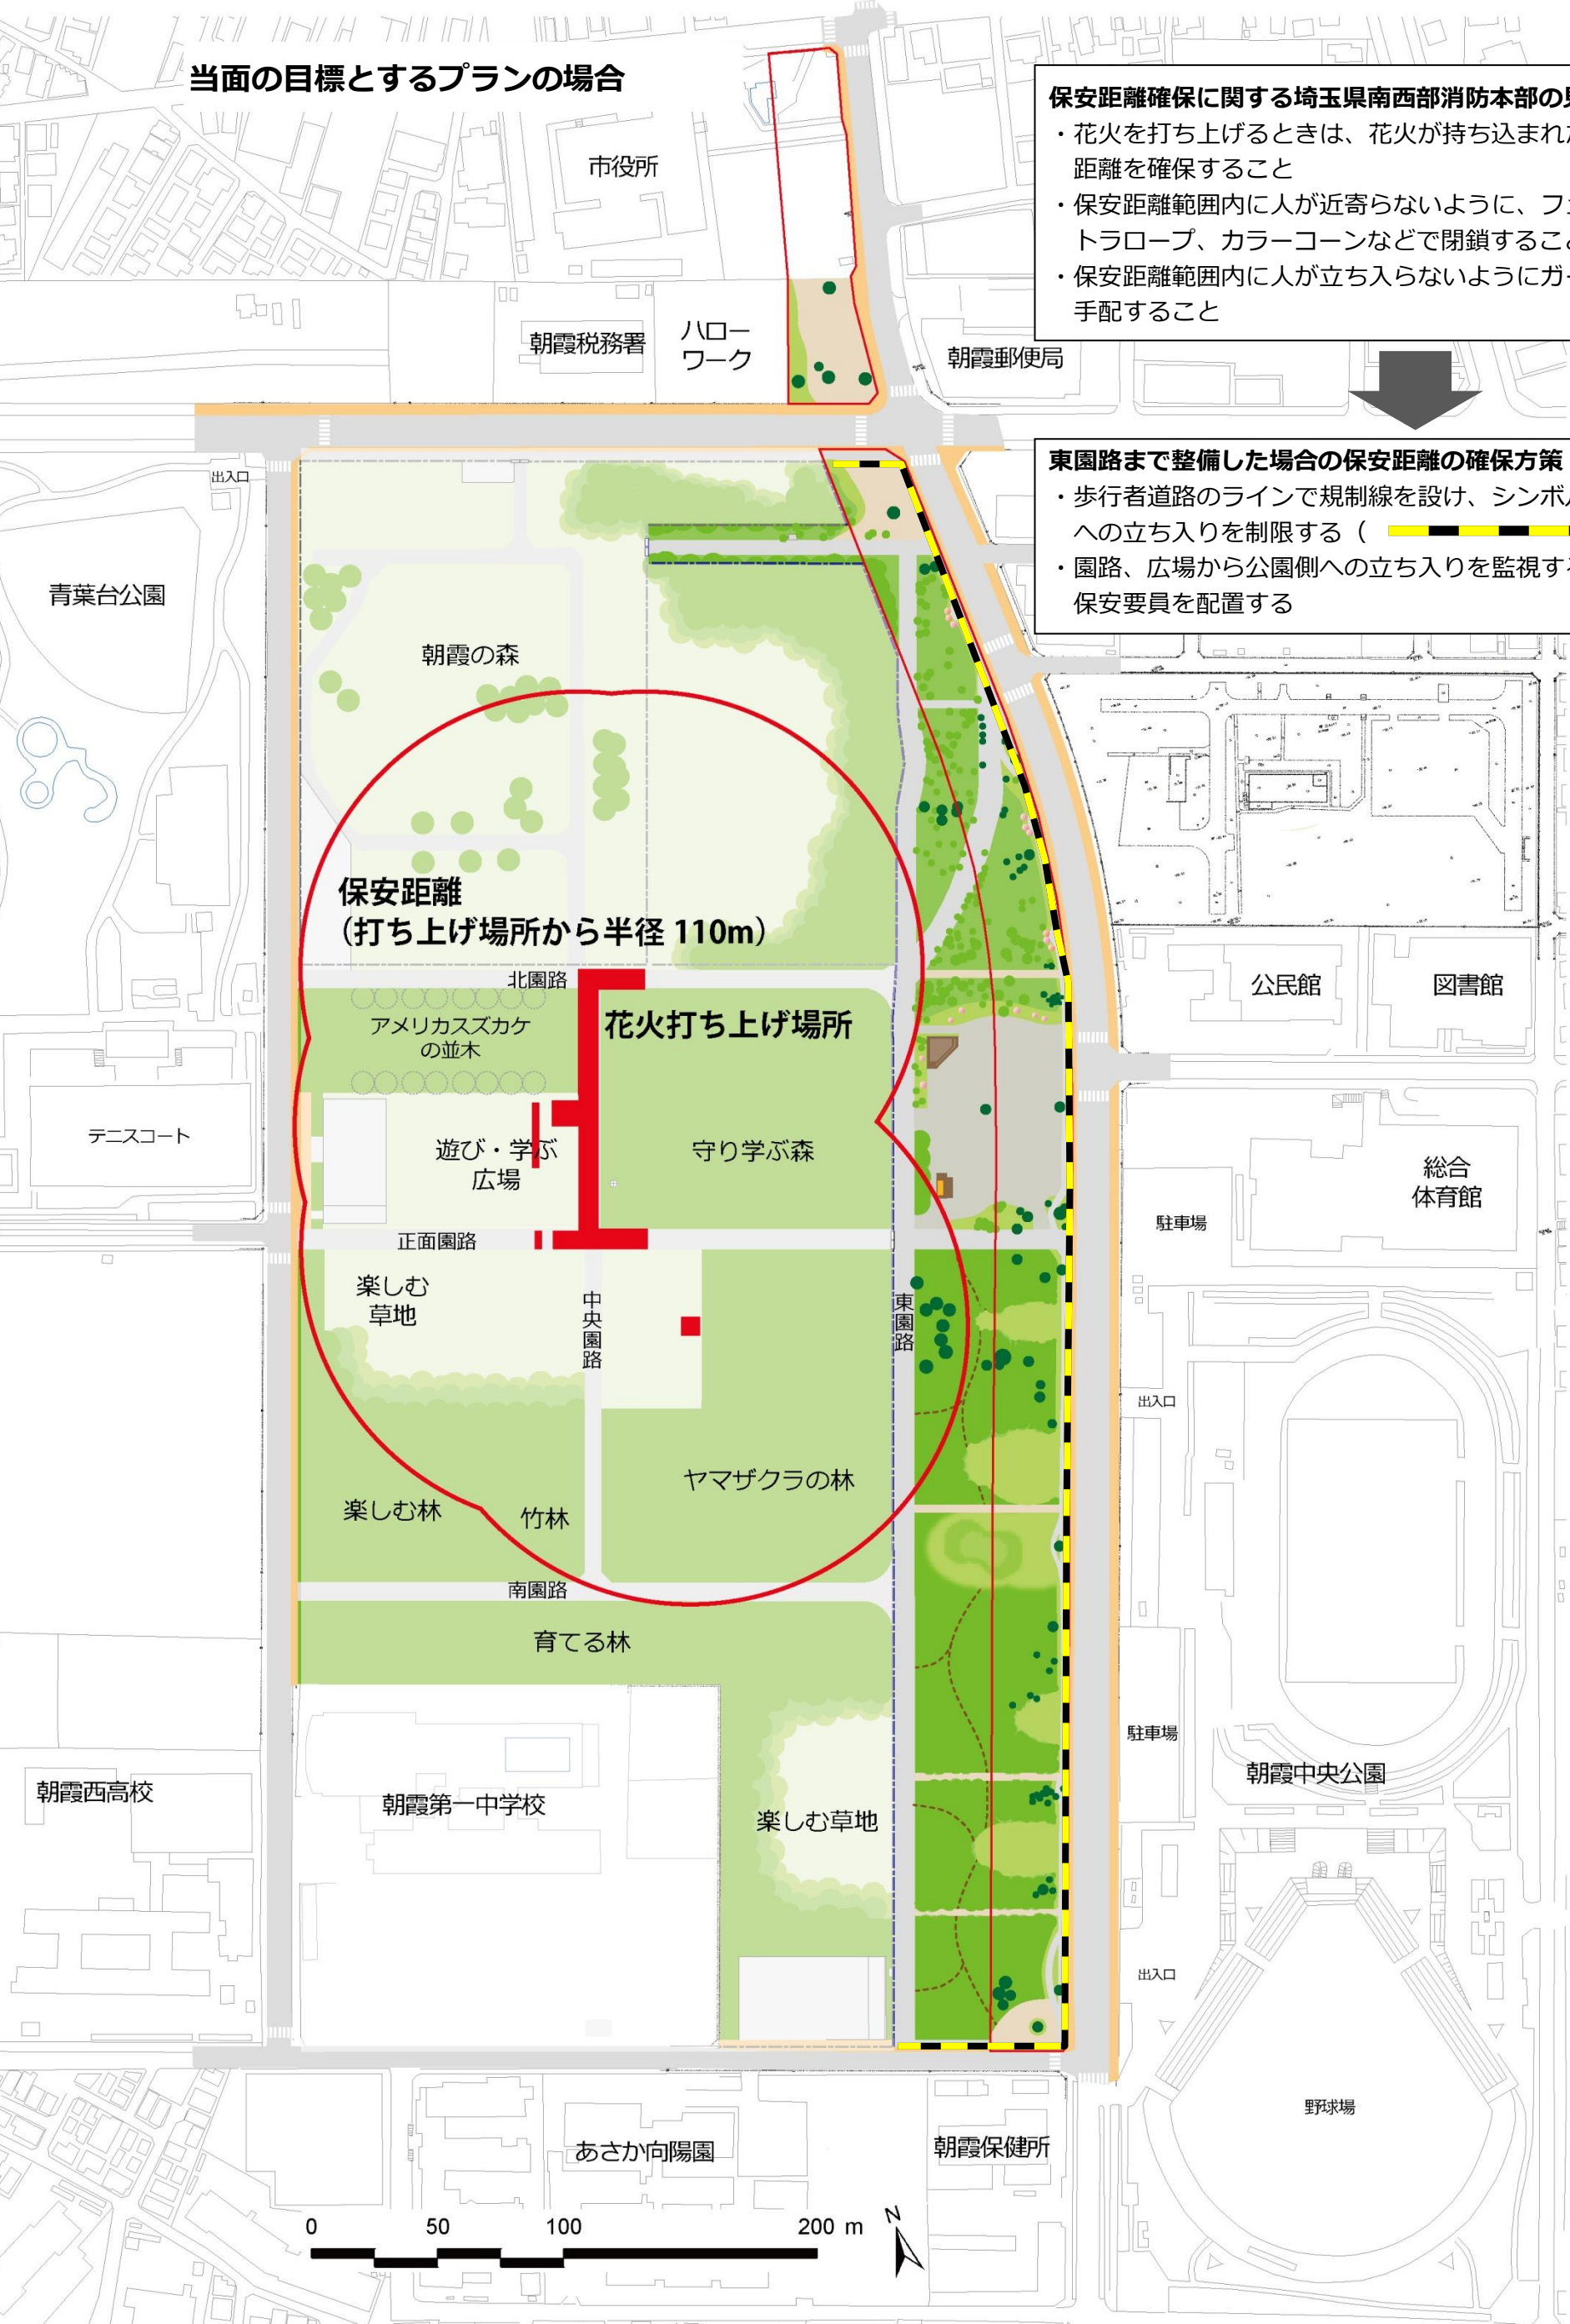 当面の目標とするプランの場合
保安距離確保に関する埼玉県南西部消防本部の
・花火を打ち上げるときは、花火が持ち込まれ
距離を確保すること
・保安距離範囲内に人が近寄らないように、フ
トラロープ、カラーコーンなどで閉鎖するこ
・保安距離範囲内に人が立ち入らないようにガ
手配すること
市役所
朝霞税務署
ハロー
ワーク
朝霞郵便局
東園路まで整備した場合の保安距離の確保方策
・歩行者道路のラインで規制線を設け、シンボ
への立ち入りを制限する（
・園路、広場から公園側への立ち入りを監視す
保安要員を配置する
出入口
青葉台公園
朝霞の森
保安距離
（打ち上げ場所から半径 110m）
北園路
花火打ち上げ場所
アメリカスズカケ
の並木
公民館
図書館
テニスコート
遊び・学ぶ
広場
守り学ぶ森
総合
体育館
駐車場
正面園路
楽しむ
草地
中央園路
東園路
出入口
ヤマザクラの林
楽しむ林
竹林
南園路
育てる林
駐車場
朝霞中央公園
朝霞西高校
朝霞第一中学校
楽しむ草地
出入口
野球場
あさか向陽園
朝霞保健所
0 50 100 200 m
N